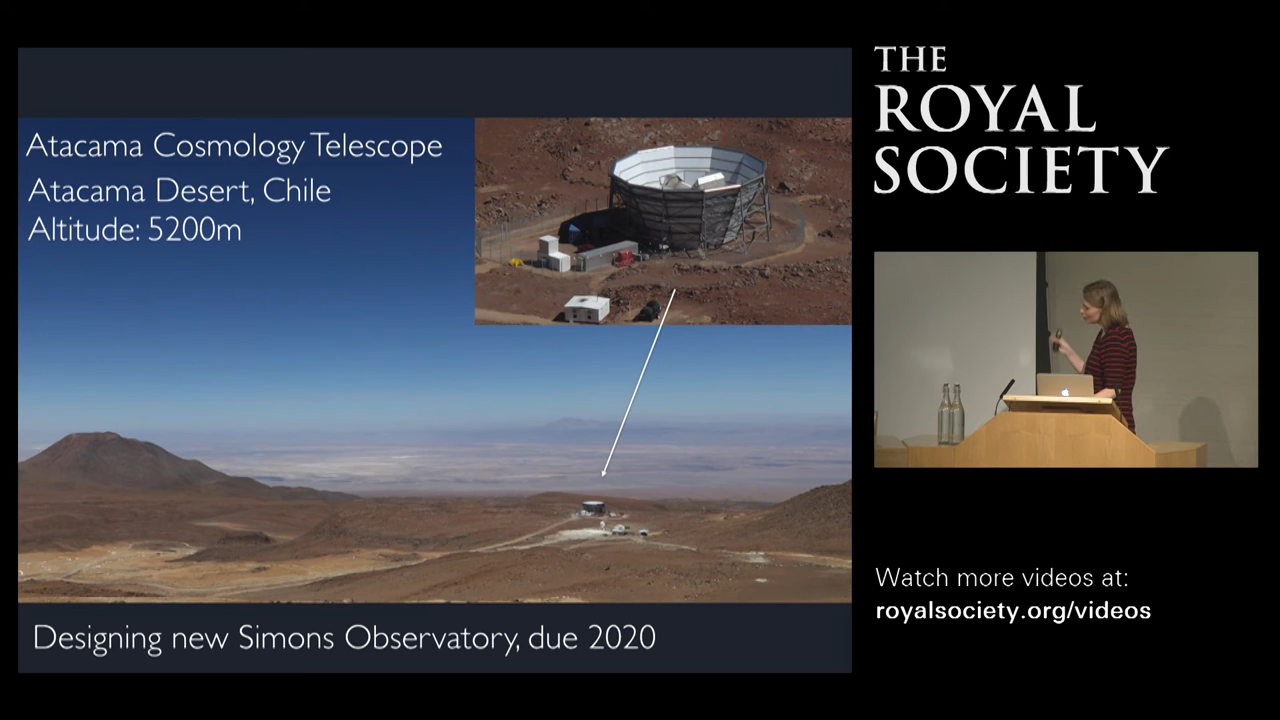 Atacama Cosmology Telescope
Atacama Desert, Chile
Altitude: 5200m
Designing new Simons Observatory, due 2020
THE
ROYAL
SOCIETY
Watch more videos at:
royalsociety.org/videos